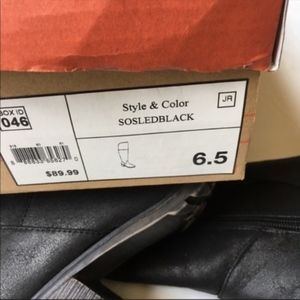 BOX ID
046
Style & Color
SOSLEDBLACK
JR
6.5
$89.99